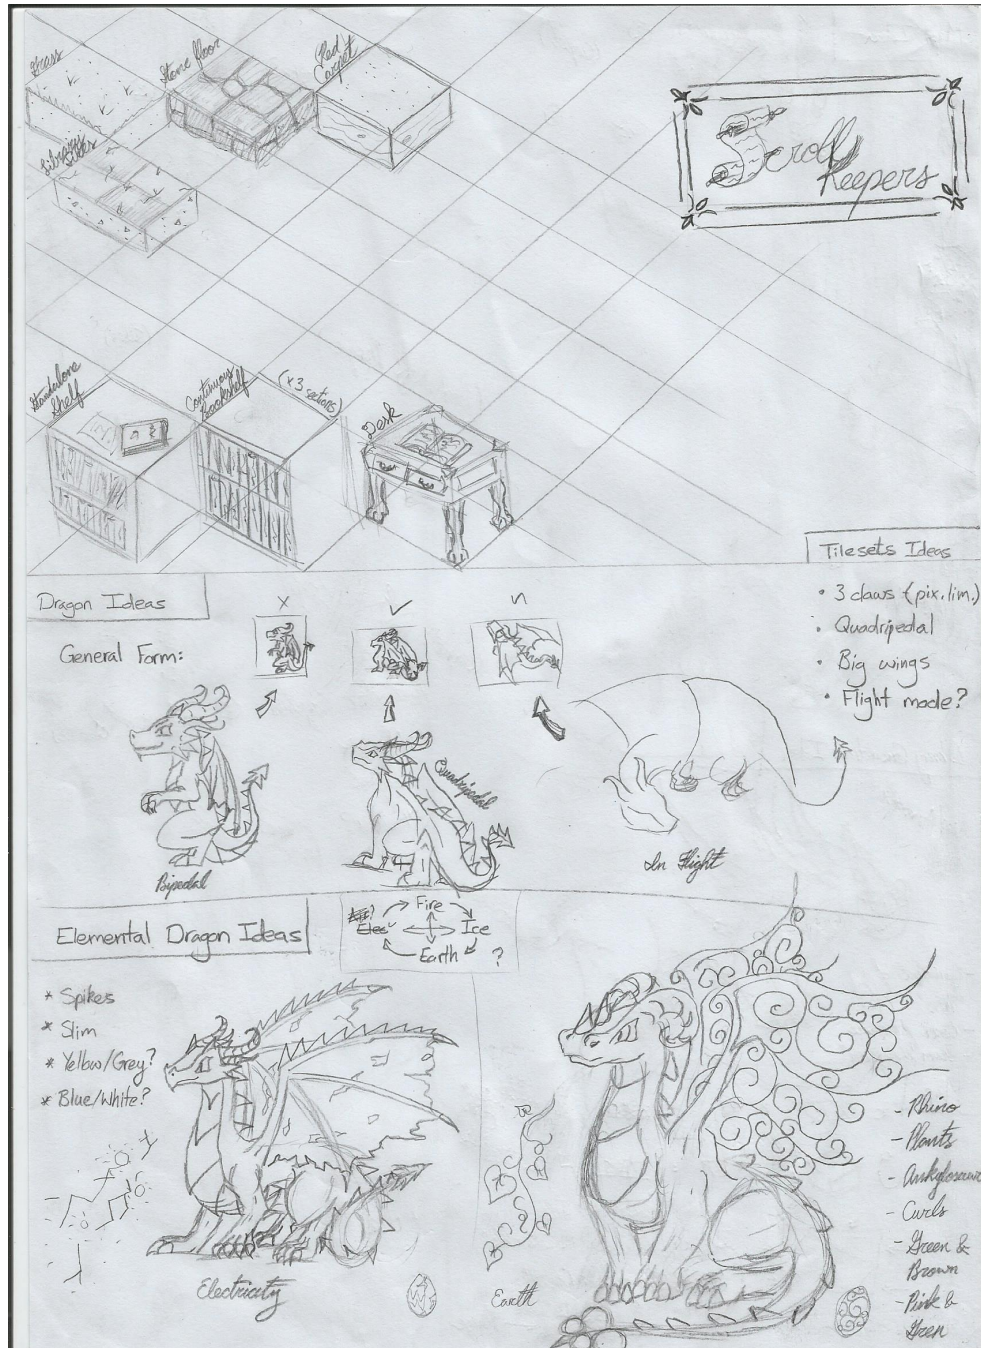 Grass
Stone floor
Red
Carpet
Library
Scroll
Keepers
Standalone
Shelf
Continuous
Bookshelf
(x3 sections)
Desk
Tilesets Ideas
Dragon Ideas
General Form:
x
✓
• 3 claws (pix.lim.)
• Quadripedal
• Big wings
• Flight mode?
Quadripedal
Bipedal
In Flight
Elemental Dragon Ideas
Fire
Elec
Ice
Earth
?
* Spikes
* Slim
* Yellow/Grey?
* Blue/White?
- Rhino
- Plants
- Ankylosaur
- Curls
- Green &
Brown
- Pink &
Green
Electricity
Earth